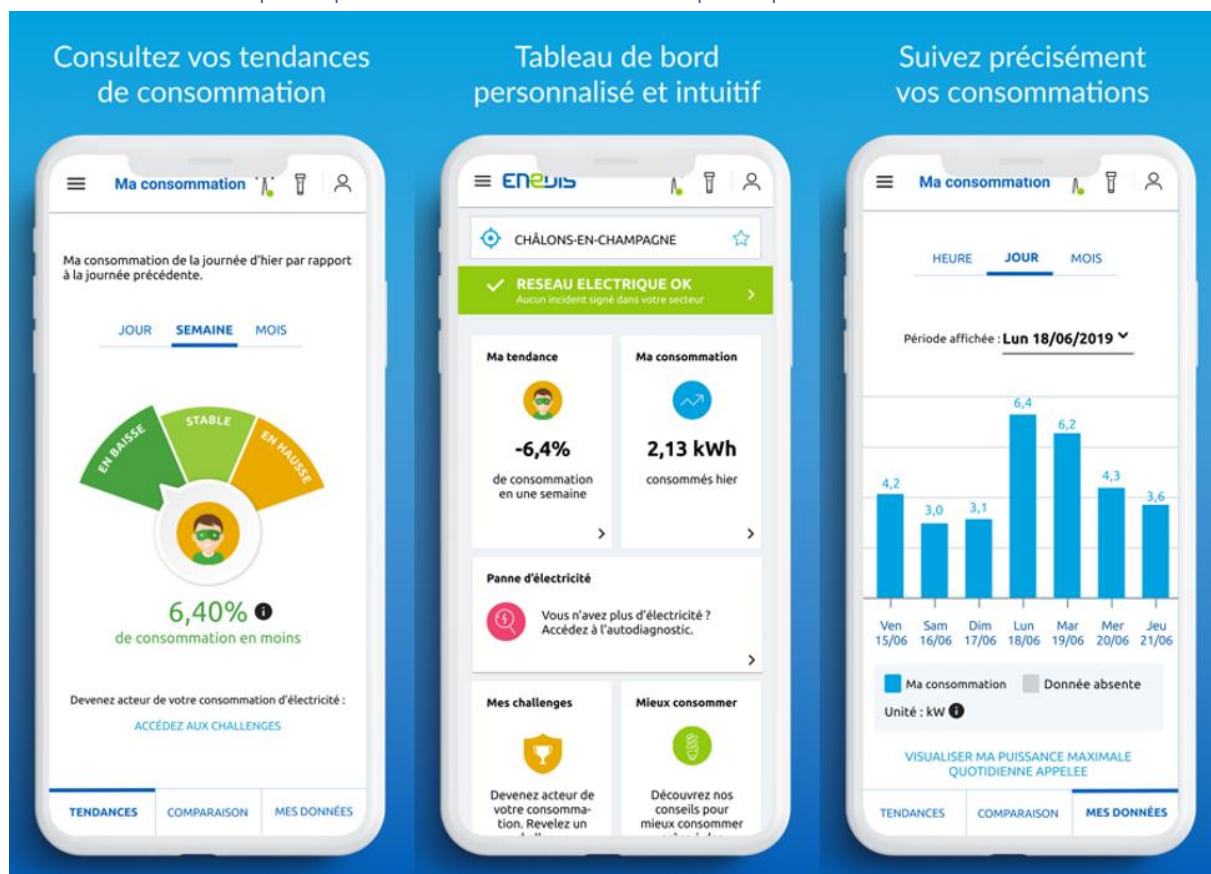 Consultez vos tendances
de consommation
Ma consommation
Ma consommation de la journée d'hier par rapport
à la journée précédente.
JOUR SEMAINE MOIS
EN BAISSE
STABLE
EN HAUSSE
6,40%
de consommation en moins
Devenez acteur de votre consommation d'électricité :
ACCÉDEZ AUX CHALLENGES
TENDANCES COMPARAISON MES DONNÉES
Tableau de bord
personnalisé et intuitif
ENEDIS
CHÂLONS-EN-CHAMPAGNE
RESEAU ELECTRIQUE OK
Aucun incident signé dans votre secteur
Ma tendance
-6,4%
de consommation
en une semaine
Ma consommation
2,13 kWh
consommés hier
Panne d'électricité
Vous n'avez plus d'électricité ?
Accédez à l'autodiagnostic.
Mes challenges
Devenez acteur de
votre consomma-
tion. Revelez un
Mieux consommer
Découvrez nos
conseils pour
mieux consommer
Suivez précisément
vos consommations
Ma consommation
HEURE JOUR MOIS
Période affichée : Lun 18/06/2019
4,2 3,0 3,1 6,4 6,2 4,3 3,6
Ven Sam Dim Lun Mar Mer Jeu
15/06 16/06 17/06 18/06 19/06 20/06 21/06
Ma consommation Donnée absente
Unité : kW
VISUALISER MA PUISSANCE MAXIMALE
QUOTIDIENNE APPELEE
TENDANCES COMPARAISON MES DONNÉES